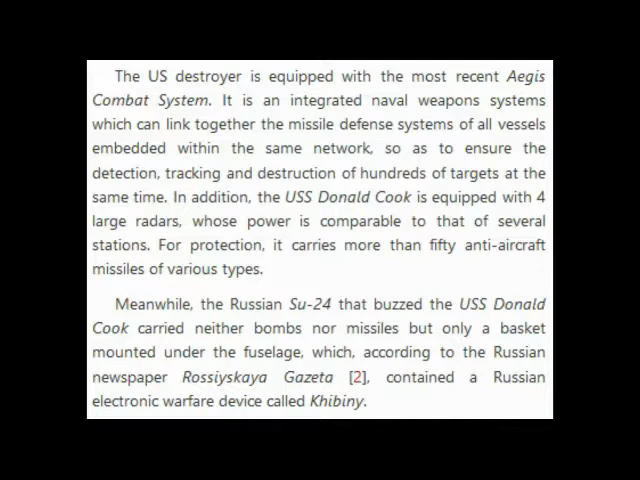 The US destroyer is equipped with the most recent Aegis
Combat System. It is an integrated naval weapons systems
which can link together the missile defense systems of all vessels
embedded within the same network, so as to ensure the
detection, tracking and destruction of hundreds of targets at the
same time. In addition, the USS Donald Cook is equipped with 4
large radars, whose power is comparable to that of several
stations. For protection, it carries more than fifty anti-aircraft
missiles of various types.
Meanwhile, the Russian Su-24 that buzzed the USS Donald
Cook carried neither bombs nor missiles but only a basket
mounted under the fuselage, which, according to the Russian
newspaper Rossiyskaya Gazeta [2], contained a Russian
electronic warfare device called Khibiny.